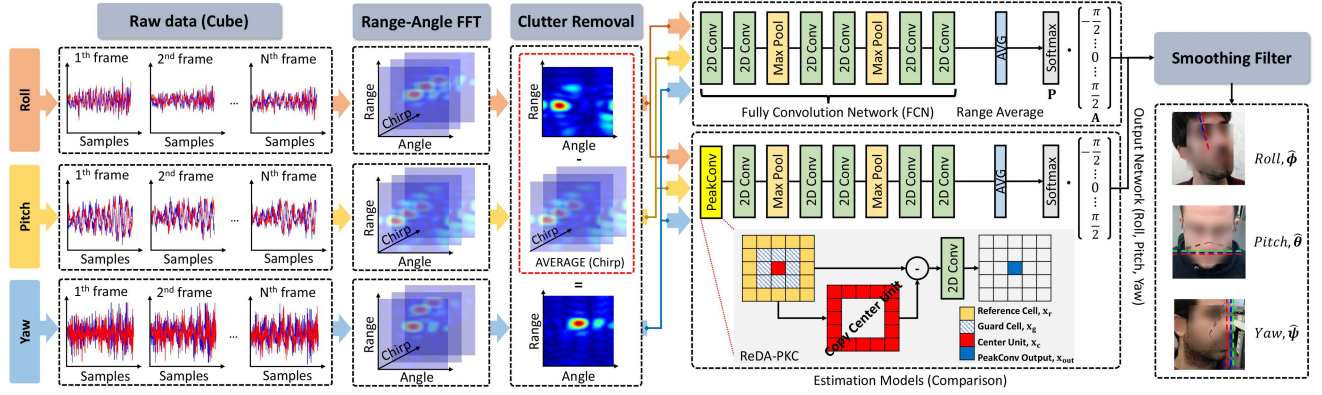 Raw data (Cube)
Range-Angle FFT
Clutter Removal
Roll
1th frame
2nd frame
Nth frame
...
Samples
Samples
Samples
Pitch
1th frame
2nd frame
Nth frame
...
Samples
Samples
Samples
Yaw
1th frame
2nd frame
Nth frame
...
Samples
Samples
Samples
Range
Chirp
Angle
Range
Chirp
Angle
Range
Chirp
Angle
Range
Angle
-
Range
Chirp
Angle
AVERAGE (Chirp)
=
Range
Angle
2D Conv
2D Conv
Max Pool
2D Conv
2D Conv
Max Pool
2D Conv
2D Conv
AVG
Softmax
P
·
−π/2
⋮
0
⋮
π/2
A
Fully Convolution Network (FCN)
Range Average
PeakConv
2D Conv
Max Pool
2D Conv
2D Conv
Max Pool
2D Conv
2D Conv
AVG
Softmax
·
−π/2
⋮
0
⋮
π/2
Copy Center Unit
-
2D Conv
Reference Cell, xr
Guard Cell, xg
Center Unit, xc
PeakConv Output, xout
ReDA-PKC
Estimation Models (Comparison)
Output Network (Roll, Pitch, Yaw)
Smoothing Filter
Roll, ϕ̂
Pitch, θ̂
Yaw, ψ̂